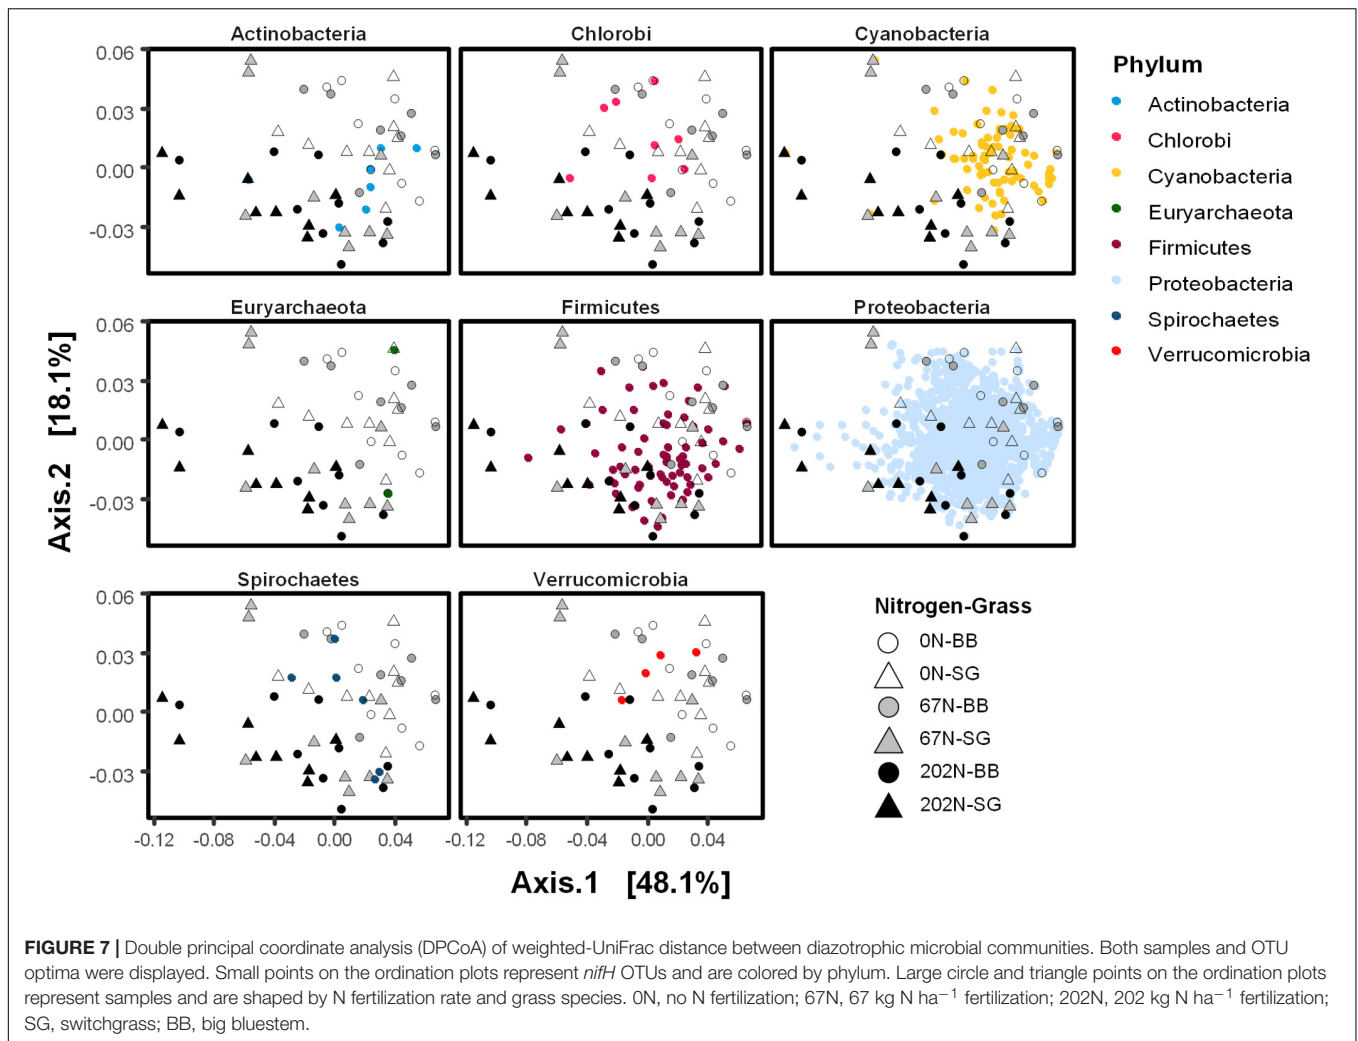 Actinobacteria
Chlorobi
Cyanobacteria
0.06
0.03
0.00
-0.03
Phylum
Actinobacteria
Chlorobi
Cyanobacteria
Euryarchaeota
Firmicutes
Proteobacteria
Spirochaetes
Verrucomicrobia
Euryarchaeota
Firmicutes
Proteobacteria
0.06
0.03
0.00
-0.03
Axis.2 [18.1%]
Spirochaetes
Verrucomicrobia
0.06
0.03
0.00
-0.03
-0.12 -0.08 -0.04 0.00 0.04
-0.12 -0.08 -0.04 0.00 0.04
Axis.1 [48.1%]
Nitrogen-Grass
0N-BB
0N-SG
67N-BB
67N-SG
202N-BB
202N-SG
FIGURE 7 | Double principal coordinate analysis (DPCoA) of weighted-UniFrac distance between diazotrophic microbial communities. Both samples and OTU
optima were displayed. Small points on the ordination plots represent nifH OTUs and are colored by phylum. Large circle and triangle points on the ordination plots
represent samples and are shaped by N fertilization rate and grass species. 0N, no N fertilization; 67N, 67 kg N ha−1 fertilization; 202N, 202 kg N ha−1 fertilization;
SG, switchgrass; BB, big bluestem.